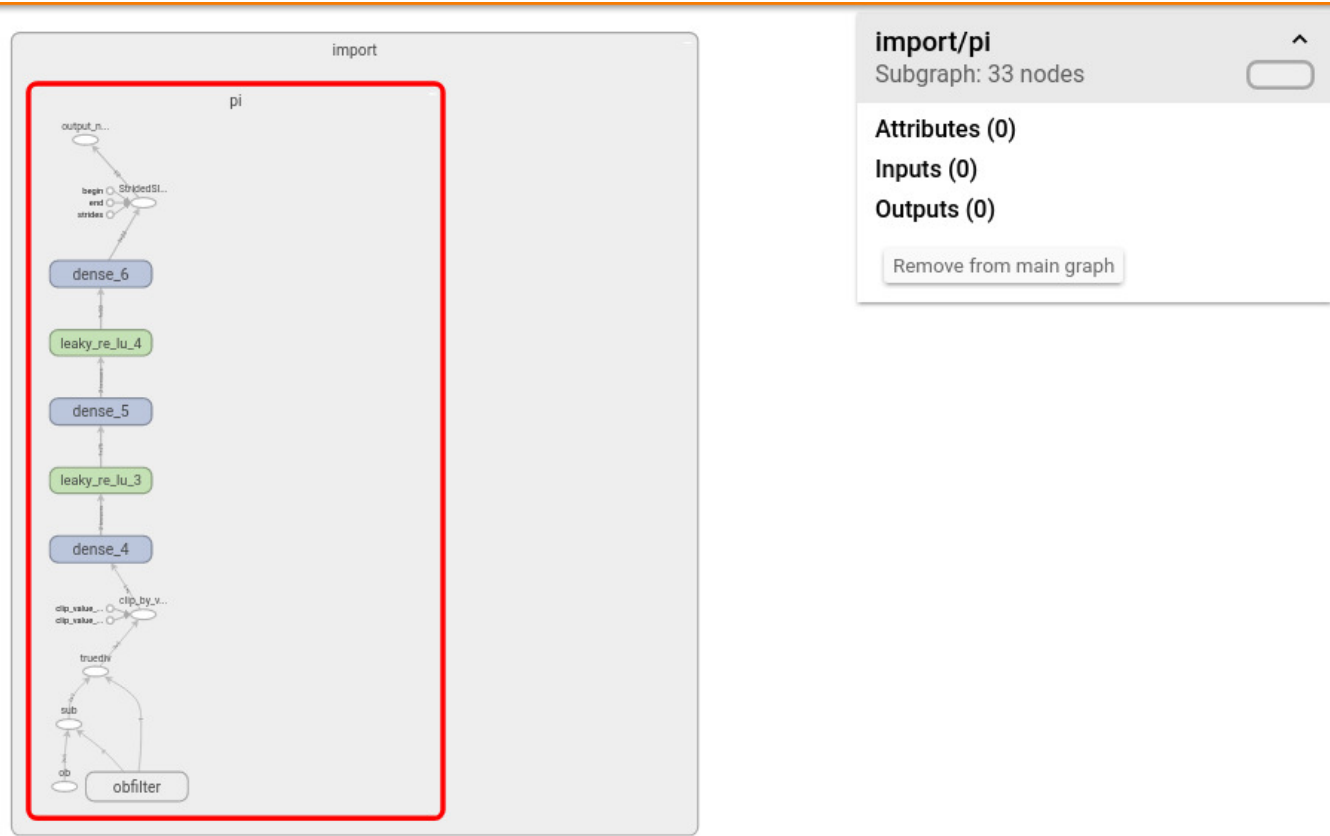 import
pi
output_n...
StridedSl...
begin
end
strides
dense_6
leaky_re_lu_4
dense_5
leaky_re_lu_3
dense_4
clip_by_v...
clip_value_...
clip_value_...
truediv
sub
ob
obfilter
import/pi
Subgraph: 33 nodes
Attributes (0)
Inputs (0)
Outputs (0)
Remove from main graph